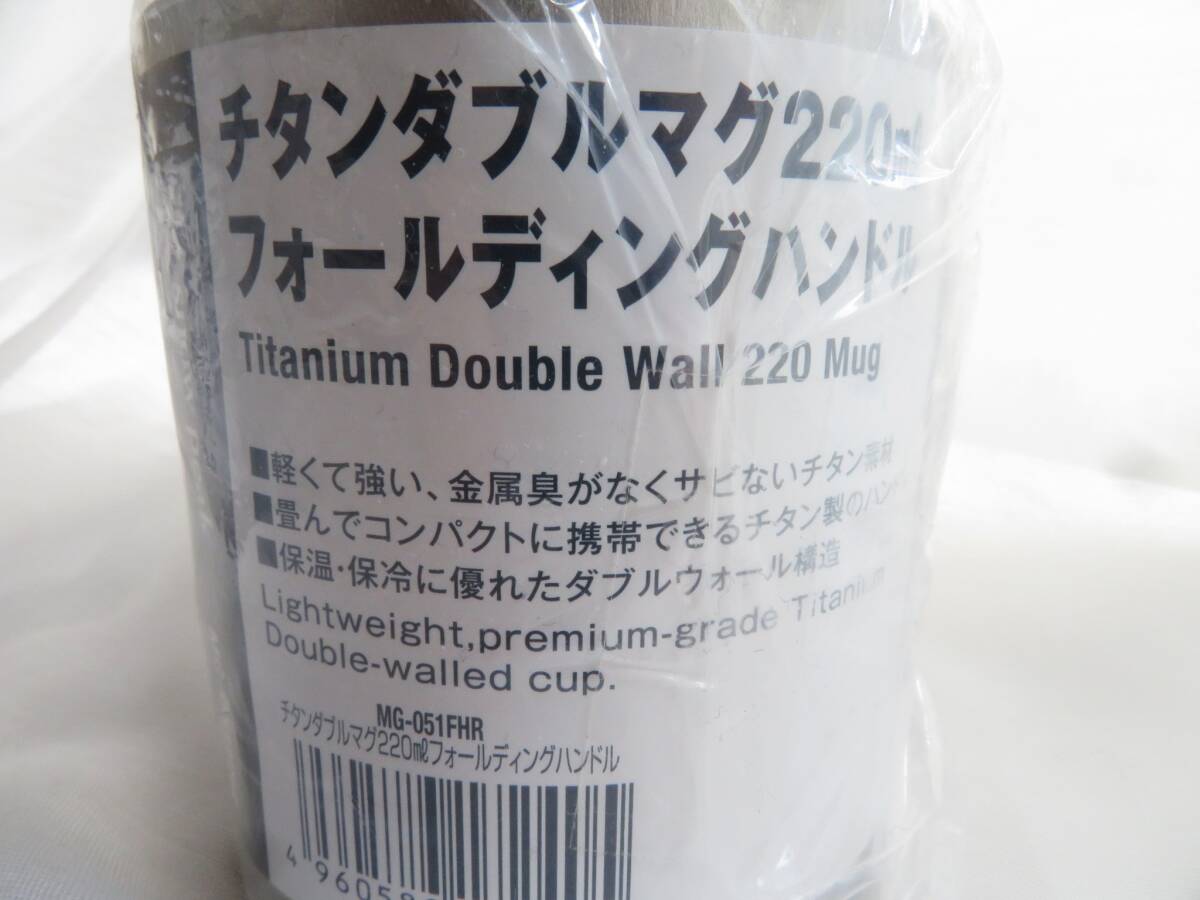 チタンダブルマグ220㎖
フォールディングハンドル
Titanium Double Wall 220 Mug
■軽くて強い、金属臭がなくサビないチタン素材
■畳んでコンパクトに携帯できるチタン製のハン
■保温・保冷に優れたダブルウォール構造
Lightweight,premium-grade Titanium
Double-walled cup.
MG-051FHR
チタンダブルマグ220㎖フォールディングハンドル
4 96058